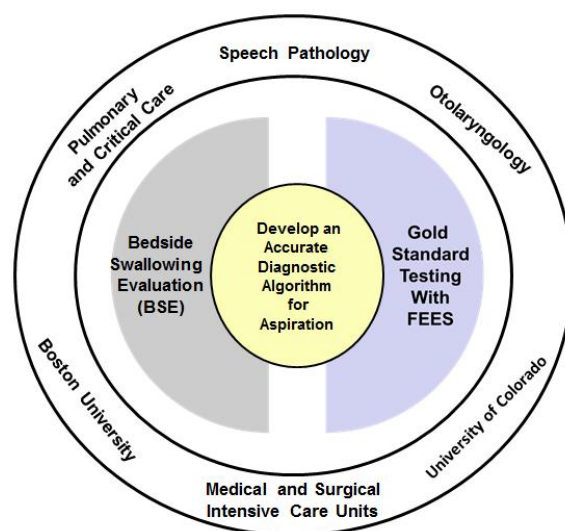 Speech Pathology
Pulmonary
and Critical Care
Otolaryngology
Bedside
Swallowing
Evaluation
(BSE)
Develop an
Accurate
Diagnostic
Algorithm
for
Aspiration
Gold
Standard
Testing
With
FEES
Boston University
University of Colorado
Medical and Surgical
Intensive Care Units